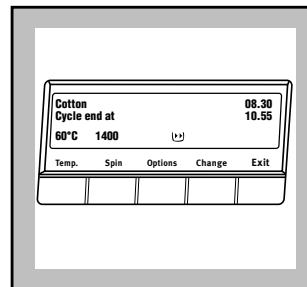 Cotton 08.30
Cycle end at 10.55
60°C 1400
Temp. Spin Options Change Exit